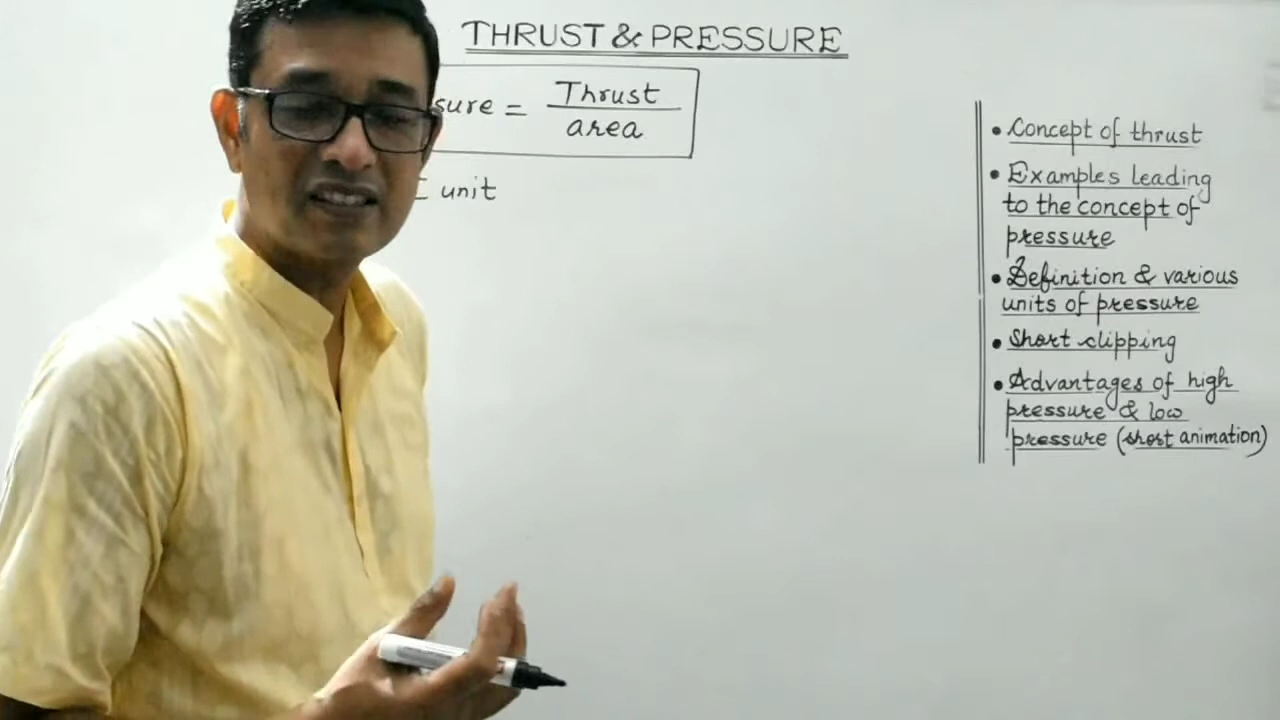 THRUST & PRESSURE
sure = Thrust
area
unit
• Concept of thrust
• Examples leading
to the concept of
pressure
• Definition & various
units of pressure
• Short clipping
• Advantages of high
pressure & low
pressure (short animation)